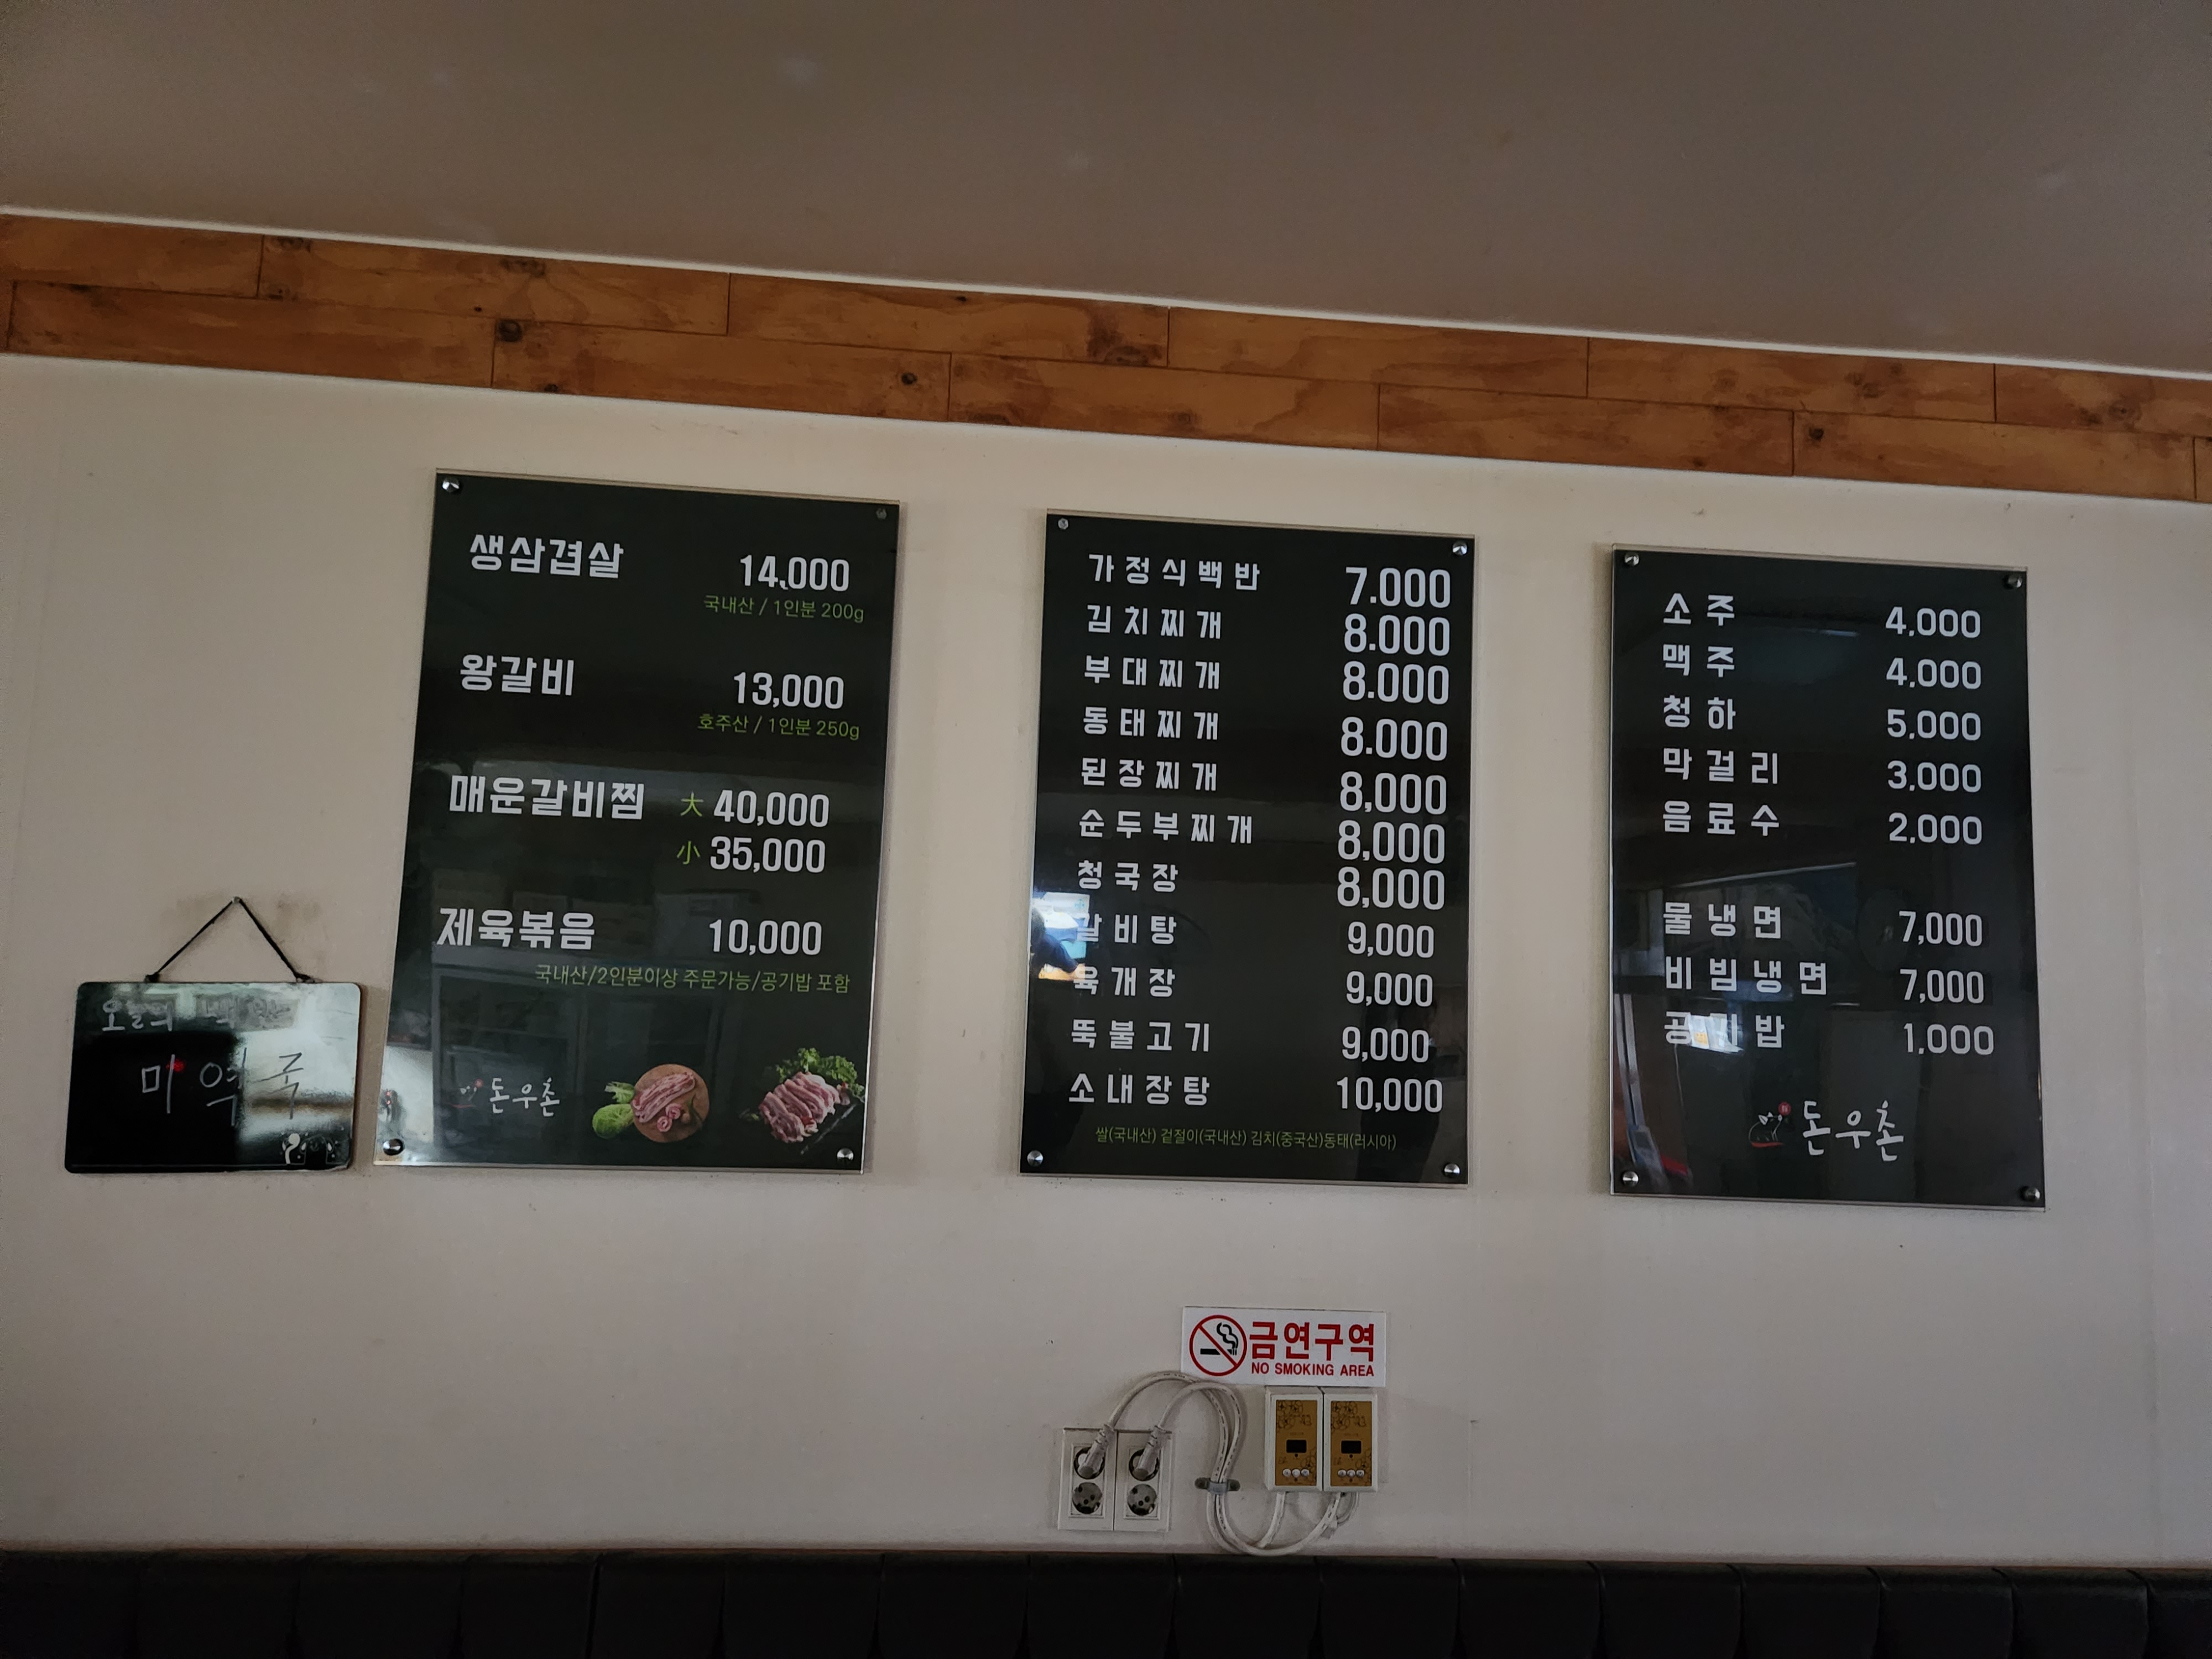 오늘의
미역국
생삼겹살 14,000
국내산 / 1인분 200g
왕갈비 13,000
호주산 / 1인분 250g
매운갈비찜 大 40,000
小 35,000
제육볶음 10,000
국내산/2인분이상 주문가능/공기밥 포함
돈우촌
가정식백반 7.000
김치찌개 8.000
부대찌개 8.000
동태찌개 8.000
된장찌개 8,000
순두부찌개 8,000
청국장 8,000
갈비탕 9,000
육개장 9,000
뚝불고기 9,000
소내장탕 10,000
쌀(국내산) 겉절이(국내산) 김치(중국산)동태(러시아)
소주 4,000
맥주 4,000
청하 5,000
막걸리 3,000
음료수 2,000
물냉면 7,000
비빔냉면 7,000
공기밥 1,000
돈우촌
금연구역
NO SMOKING AREA